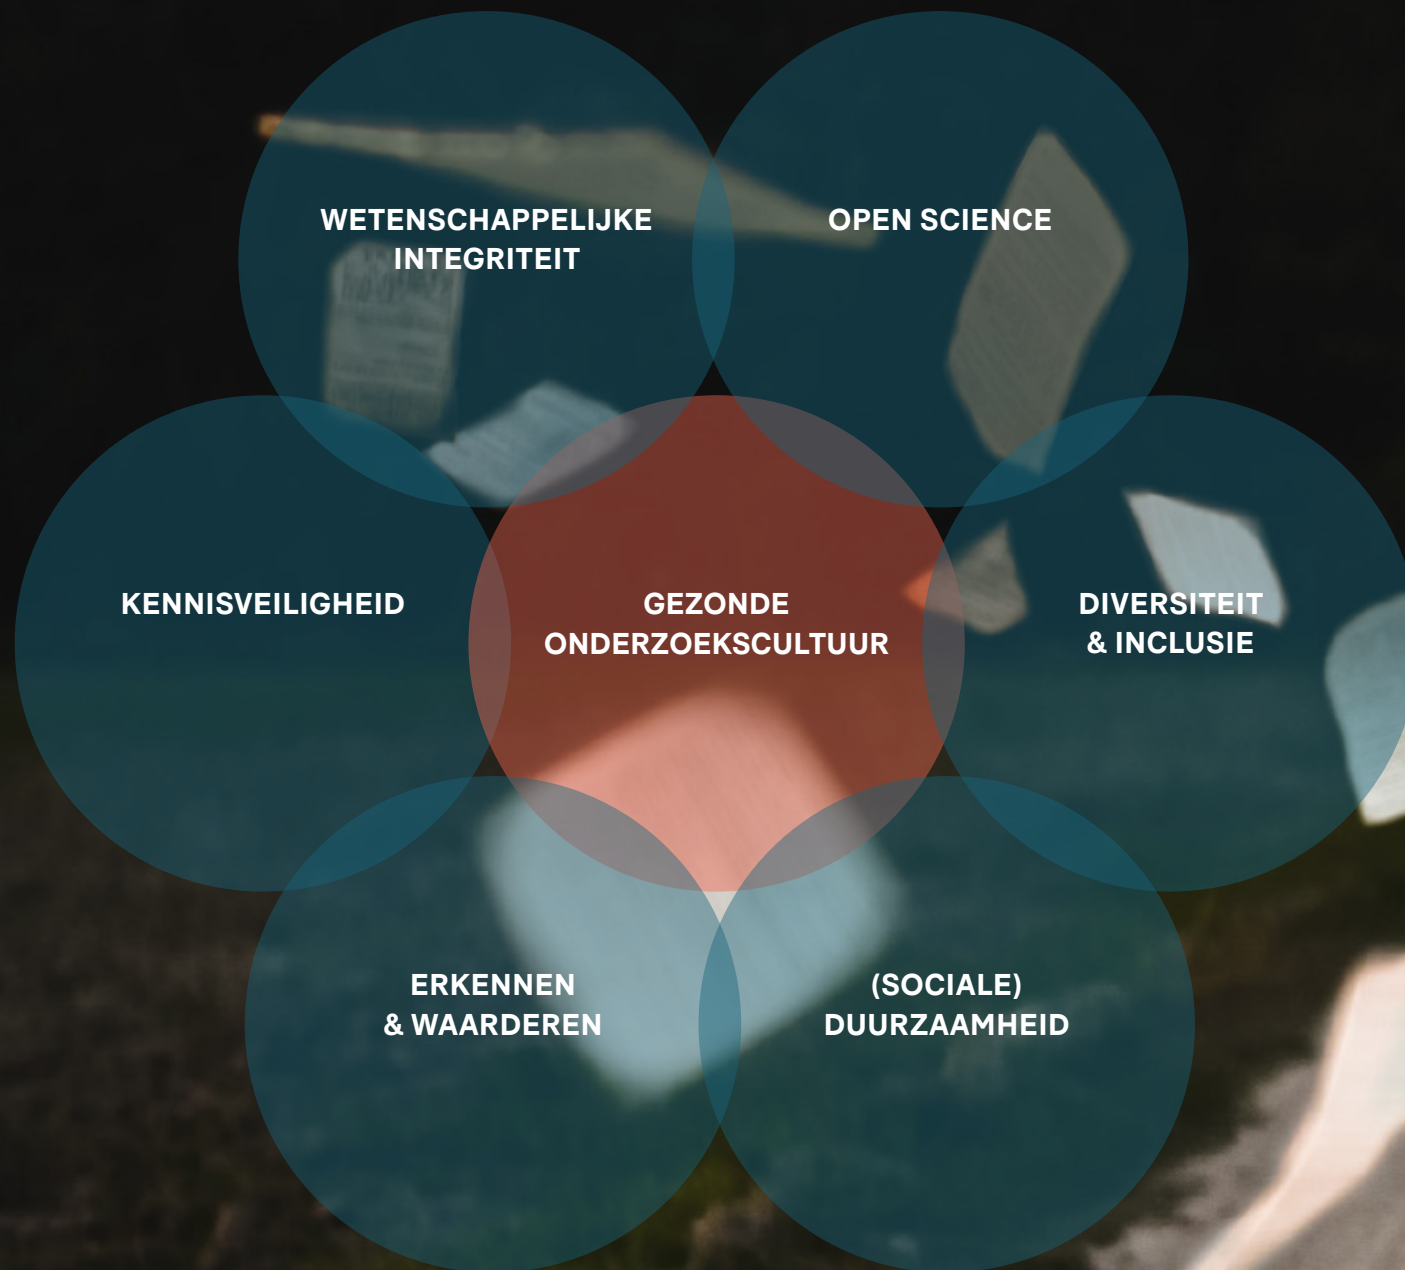 WETENSCHAPPELIJKE
INTEGRITEIT
OPEN SCIENCE
KENNISVEILIGHEID
GEZONDE
ONDERZOEKSCULTUUR
DIVERSITEIT
& INCLUSIE
ERKENNEN
& WAARDEREN
(SOCIALE)
DUURZAAMHEID